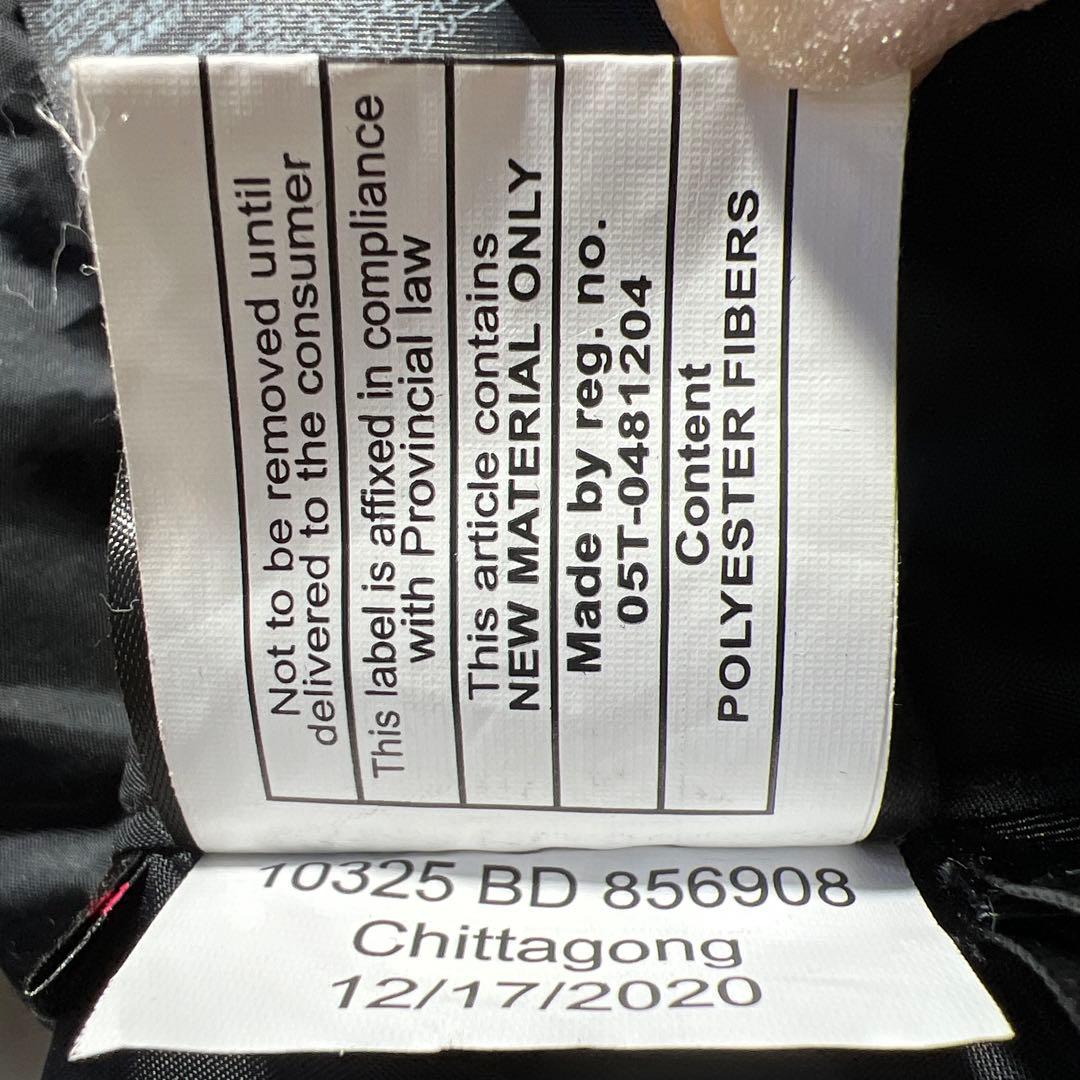 Not to be removed until
delivered to the consumer
This label is affixed in compliance
with Provincial law
This article contains
NEW MATERIAL ONLY
Made by reg. no.
05T-0481204
Content
POLYESTER FIBERS
10325 BD 856908
Chittagong
12/17/2020